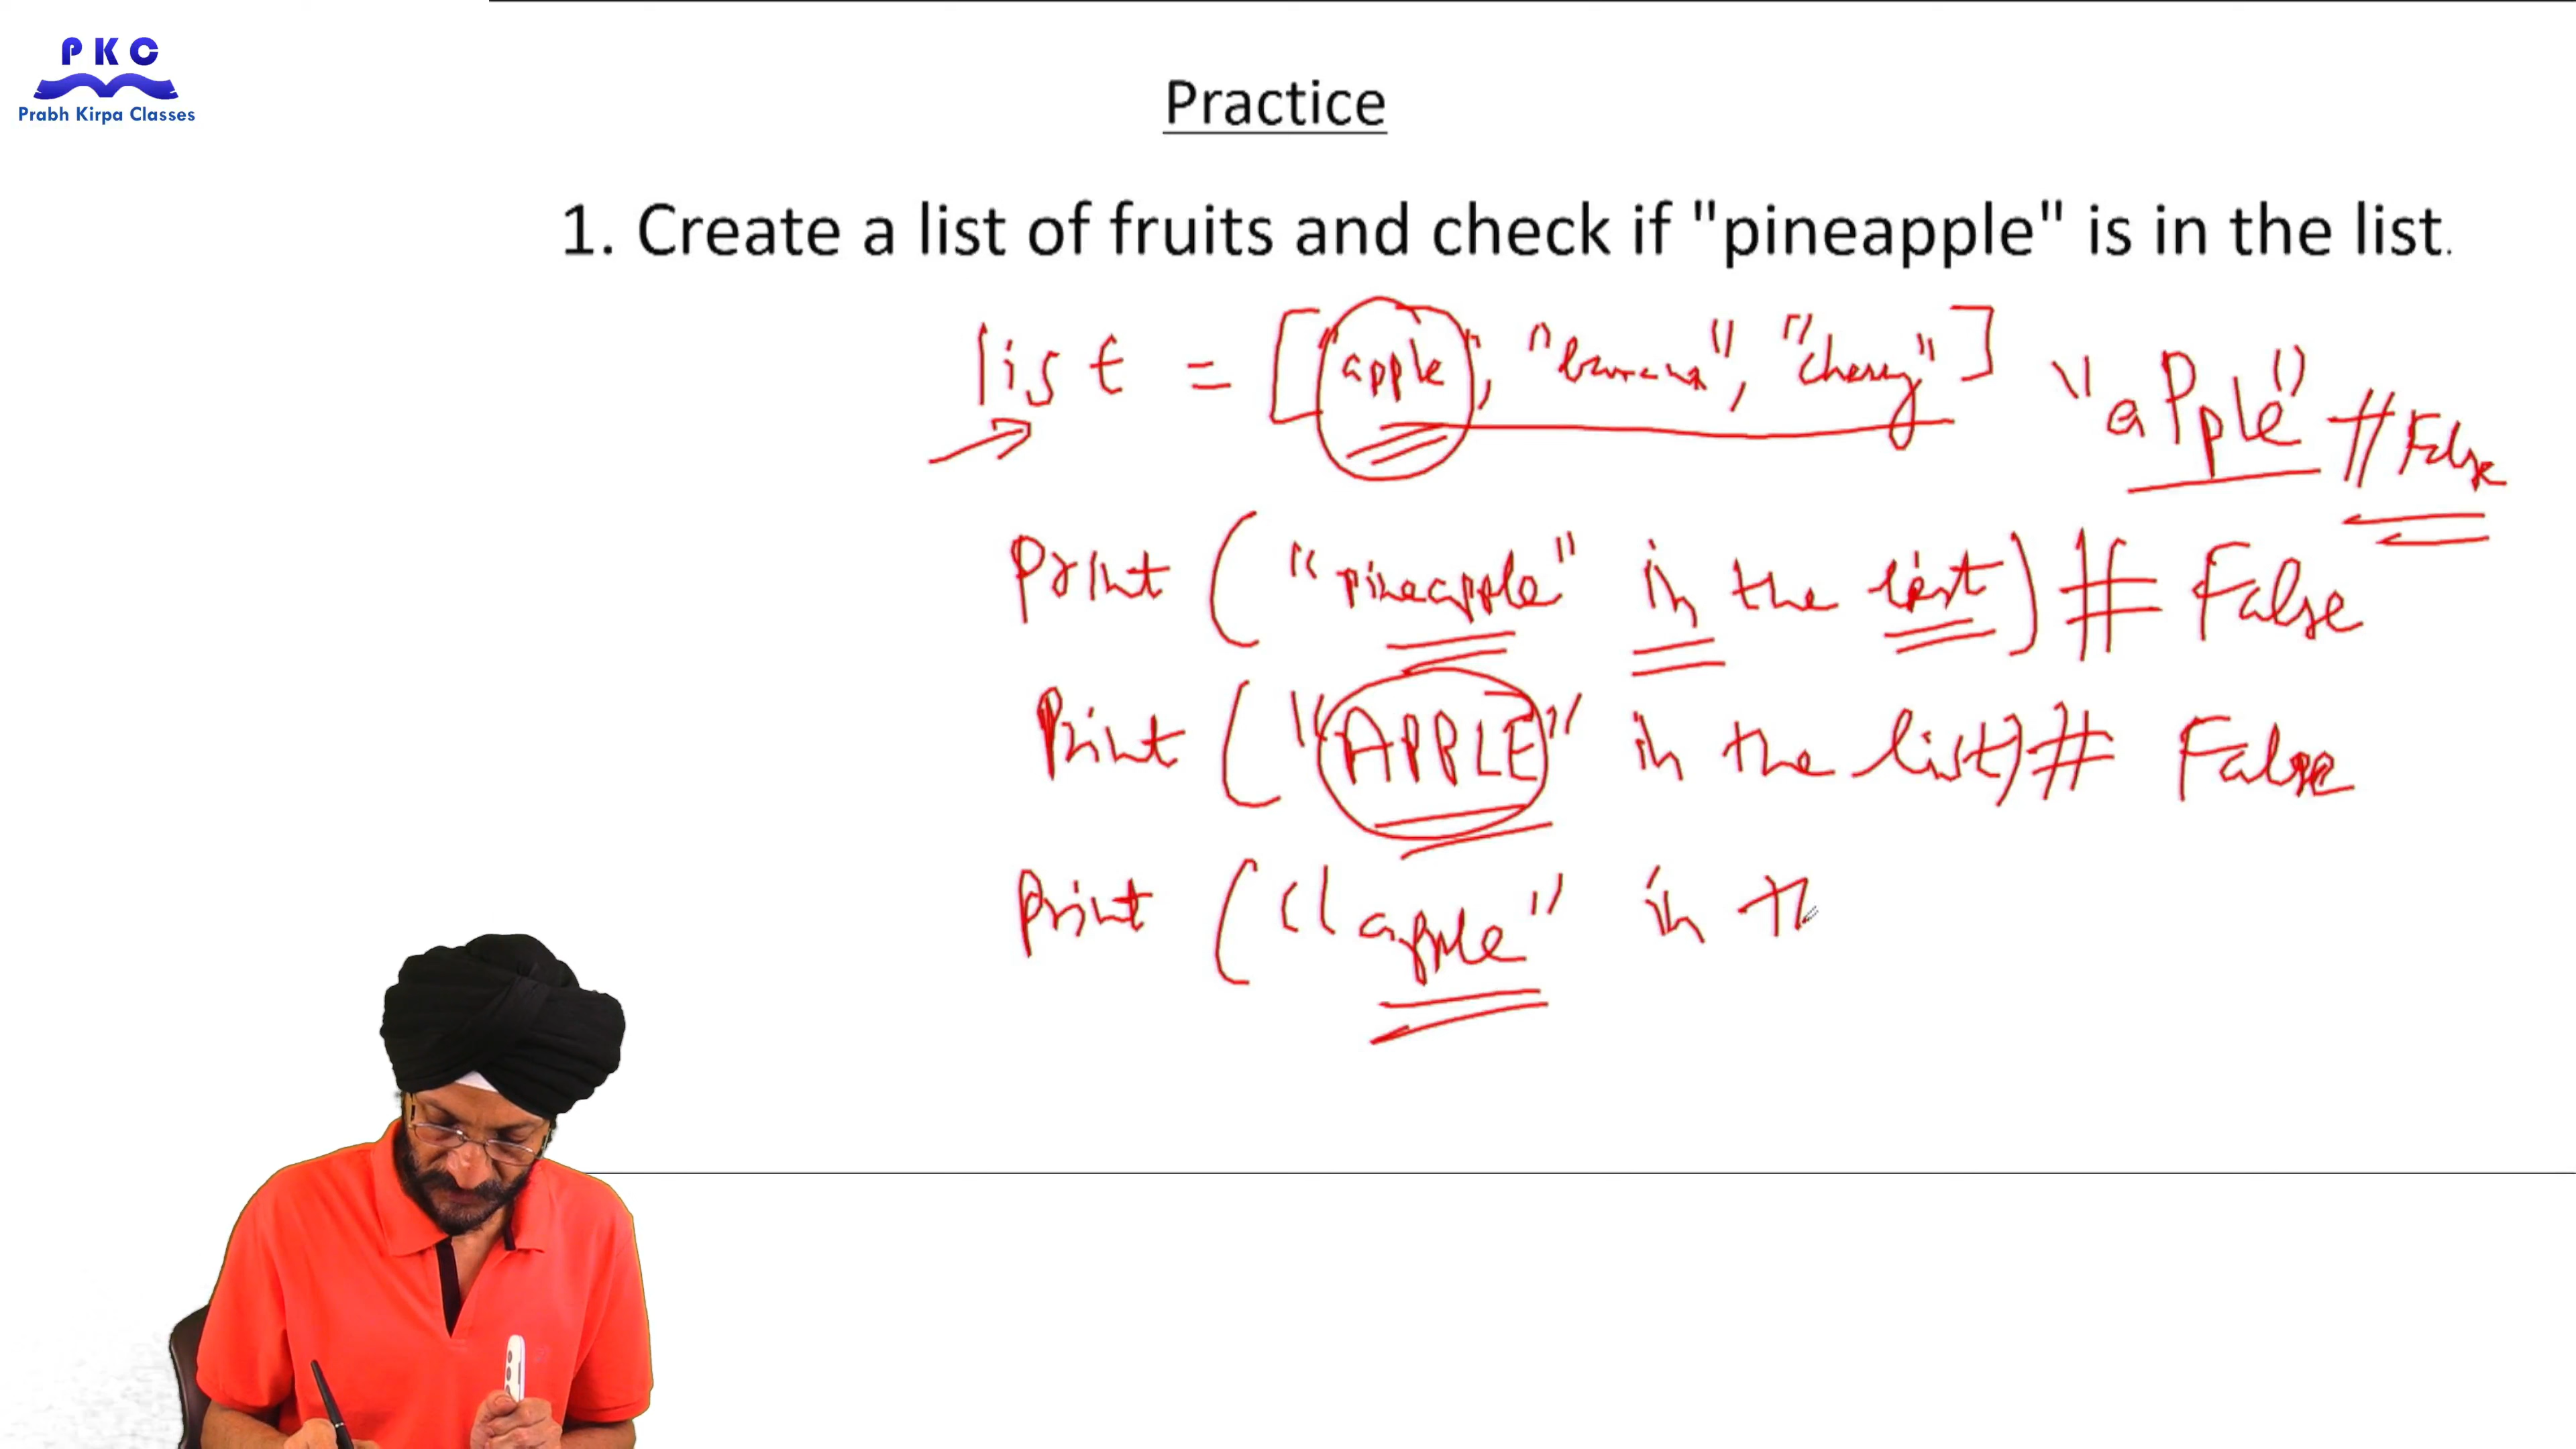 PKC
Prabh Kirpa Classes
Practice
1. Create a list of fruits and check if "pineapple" is in the list.
list = ["apple", "banana", "cherry"] "aPple" # False
Print ("pineapple" in the list) # False
Print ("APPLE" in the list) # False
Print ("apple" in th